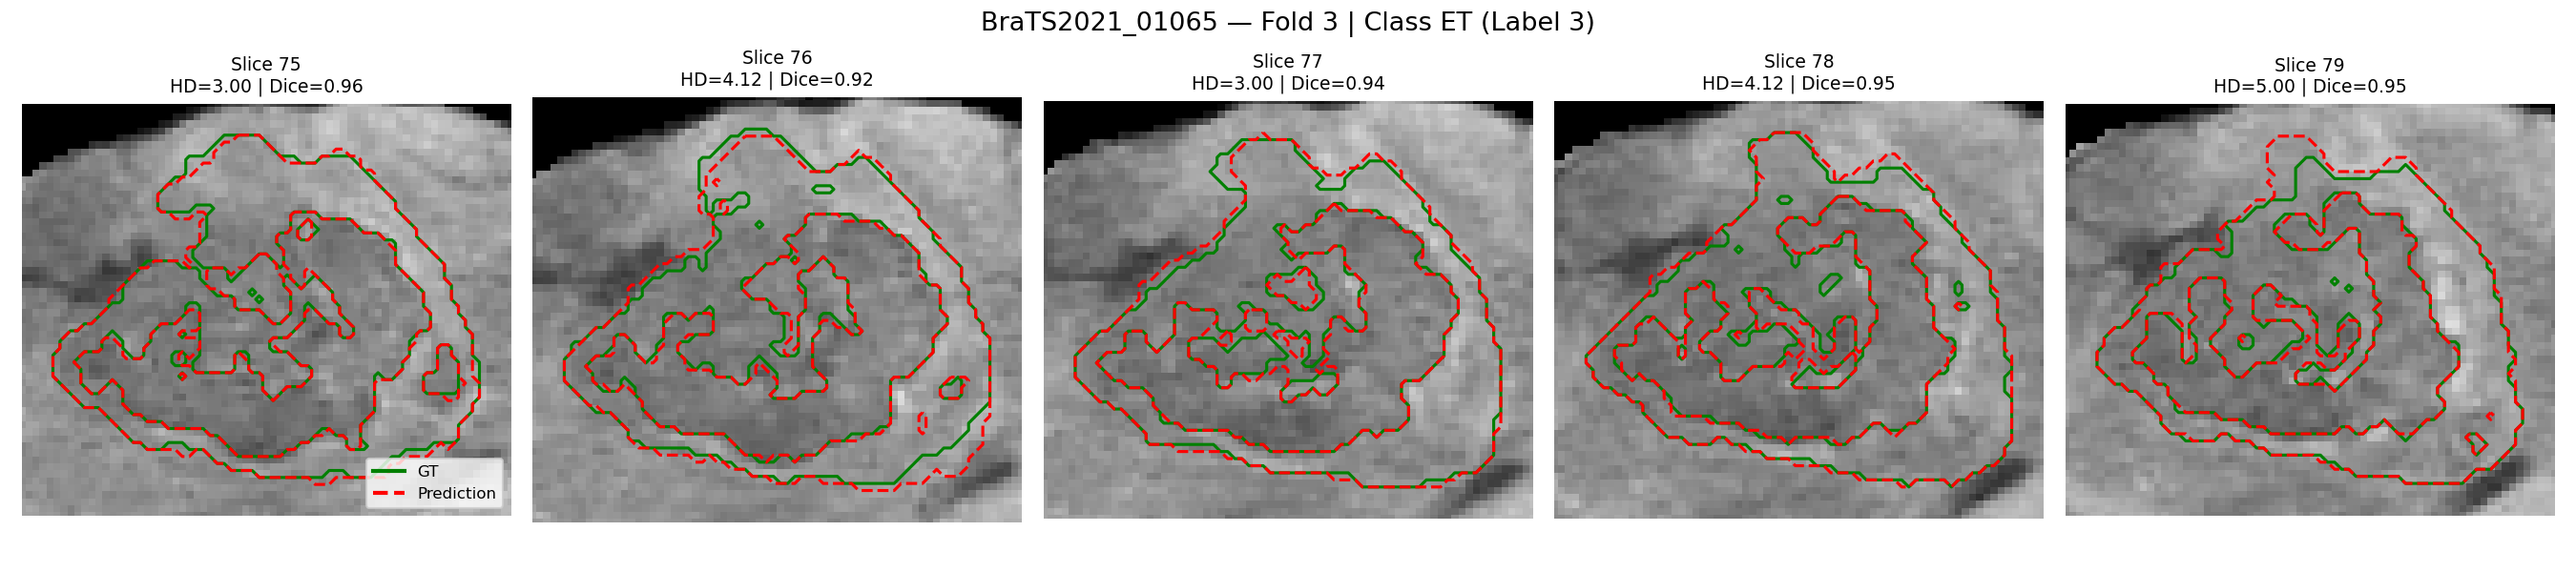 BraTS2021_01065 — Fold 3 | Class ET (Label 3)
Slice 75
HD=3.00 | Dice=0.96
Slice 76
HD=4.12 | Dice=0.92
Slice 77
HD=3.00 | Dice=0.94
Slice 78
HD=4.12 | Dice=0.95
Slice 79
HD=5.00 | Dice=0.95
GT
Prediction